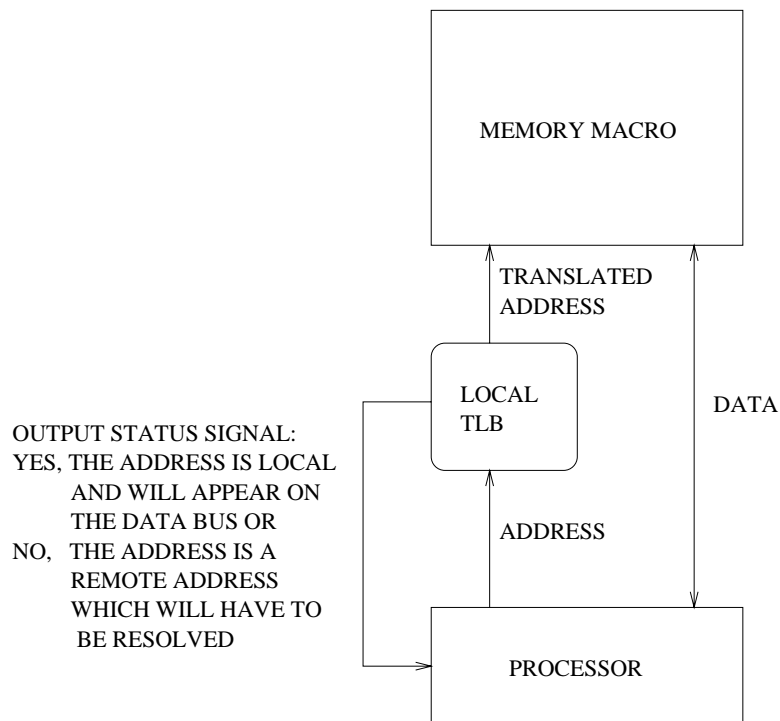 MEMORY MACRO
TRANSLATED
ADDRESS
LOCAL
TLB
DATA
OUTPUT STATUS SIGNAL:
YES, THE ADDRESS IS LOCAL
AND WILL APPEAR ON
THE DATA BUS OR
NO, THE ADDRESS IS A
REMOTE ADDRESS
WHICH WILL HAVE TO
BE RESOLVED
ADDRESS
PROCESSOR